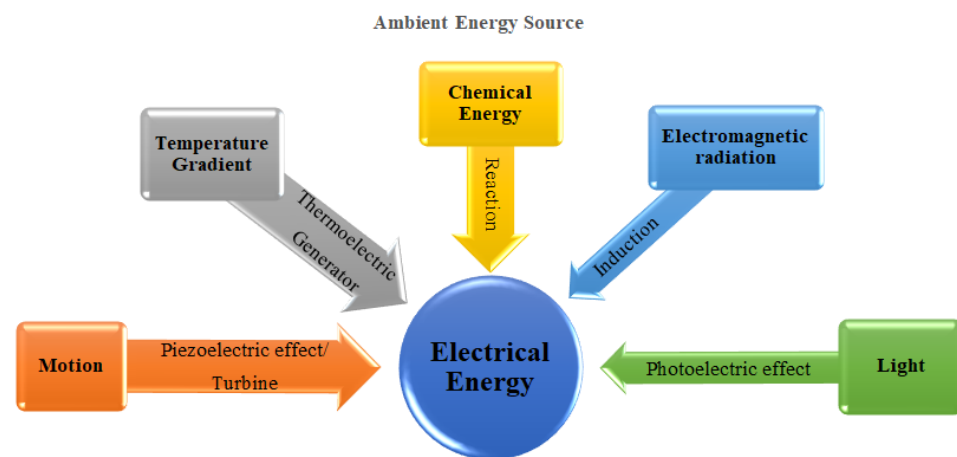 Ambient Energy Source
Chemical
Energy
Temperature
Gradient
Electromagnetic
radiation
Thermoelectric
Generator
Reaction
Induction
Motion
Piezoelectric effect/
Turbine
Electrical
Energy
Photoelectric effect
Light